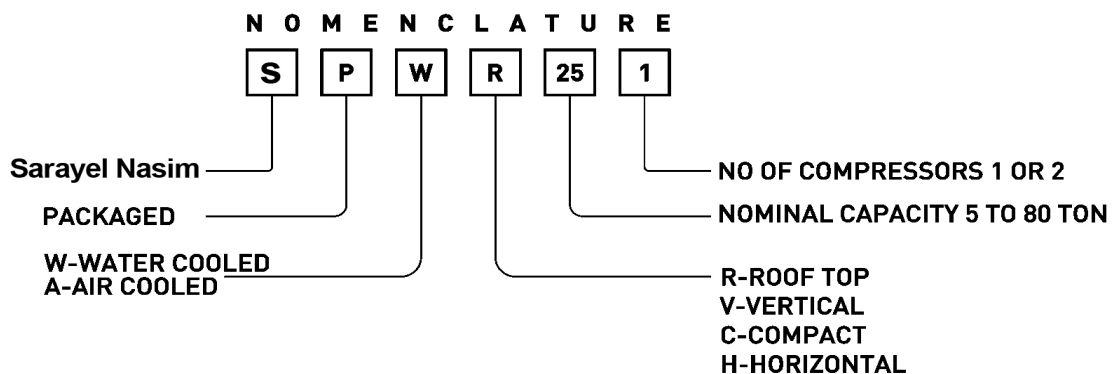 NOMENCLATURE
S P W R 25 1
Sarayel Nasim
PACKAGED
W-WATER COOLED
A-AIR COOLED
NO OF COMPRESSORS 1 OR 2
NOMINAL CAPACITY 5 TO 80 TON
R-ROOF TOP
V-VERTICAL
C-COMPACT
H-HORIZONTAL